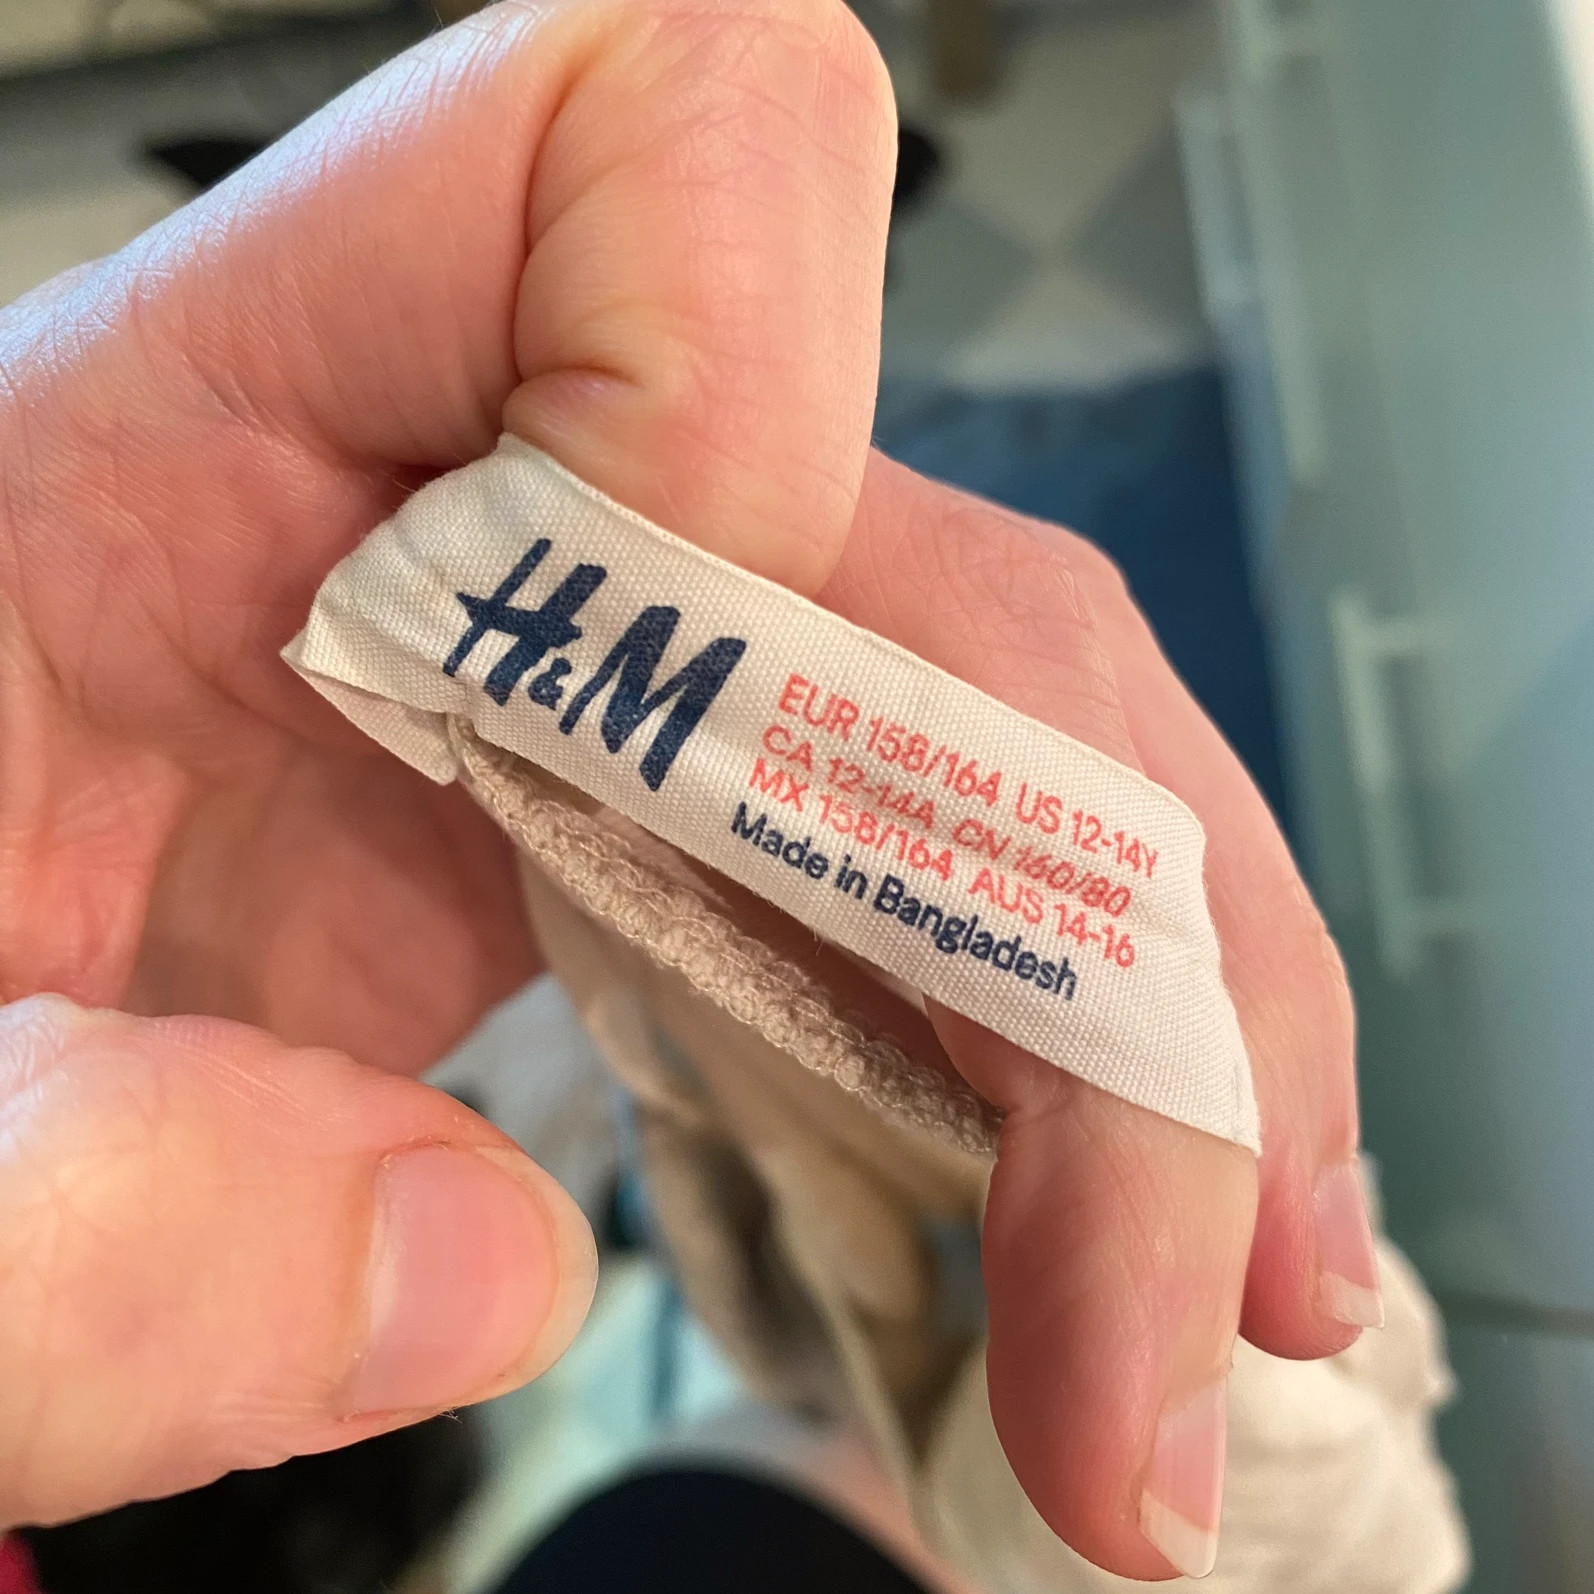 H&M
EUR 158/164 US 12-14Y
CA 12-14A CN 160/80
MX 158/164 AUS 14-16
Made in Bangladesh